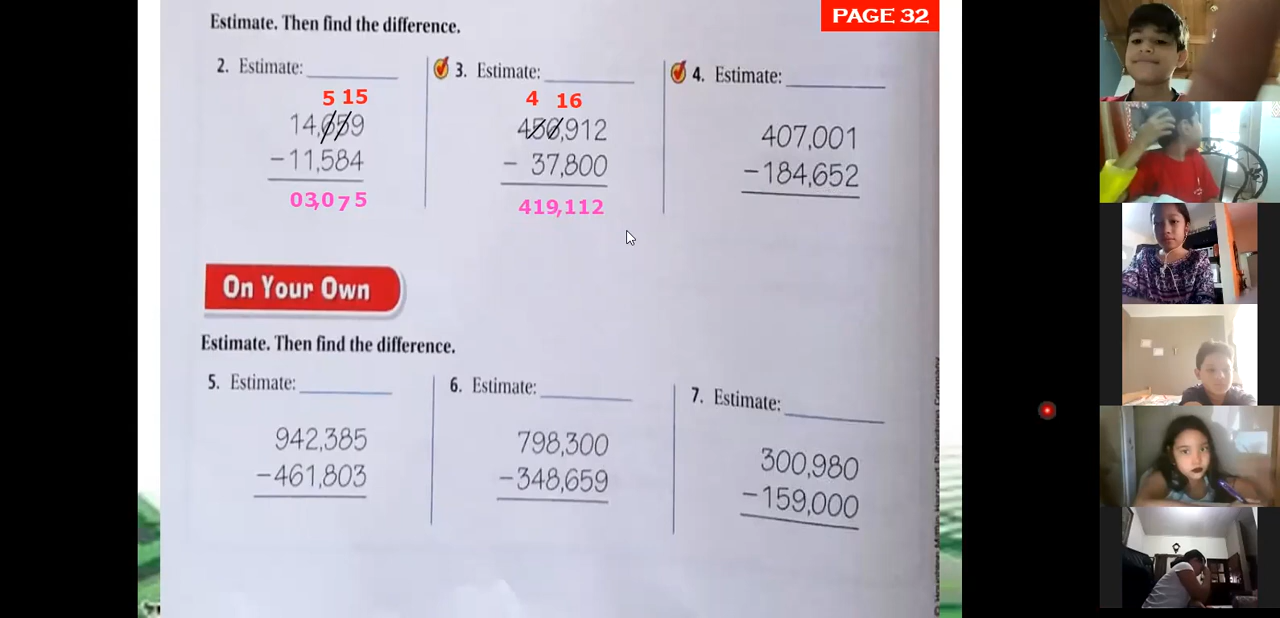 PAGE 32
Estimate. Then find the difference.
2. Estimate:
5 15
14,659
−11,584
03,075
3. Estimate:
4 16
456,912
− 37,800
419,112
4. Estimate:
407,001
−184,652
On Your Own
Estimate. Then find the difference.
5. Estimate:
942,385
−461,803
6. Estimate:
798,300
−348,659
7. Estimate:
300,980
−159,000